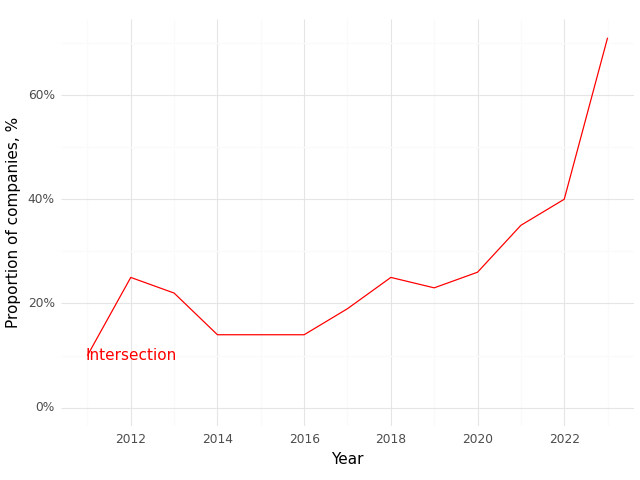 Proportion of companies, %
60%
40%
20%
0%
Intersection
2012 2014 2016 2018 2020 2022
Year